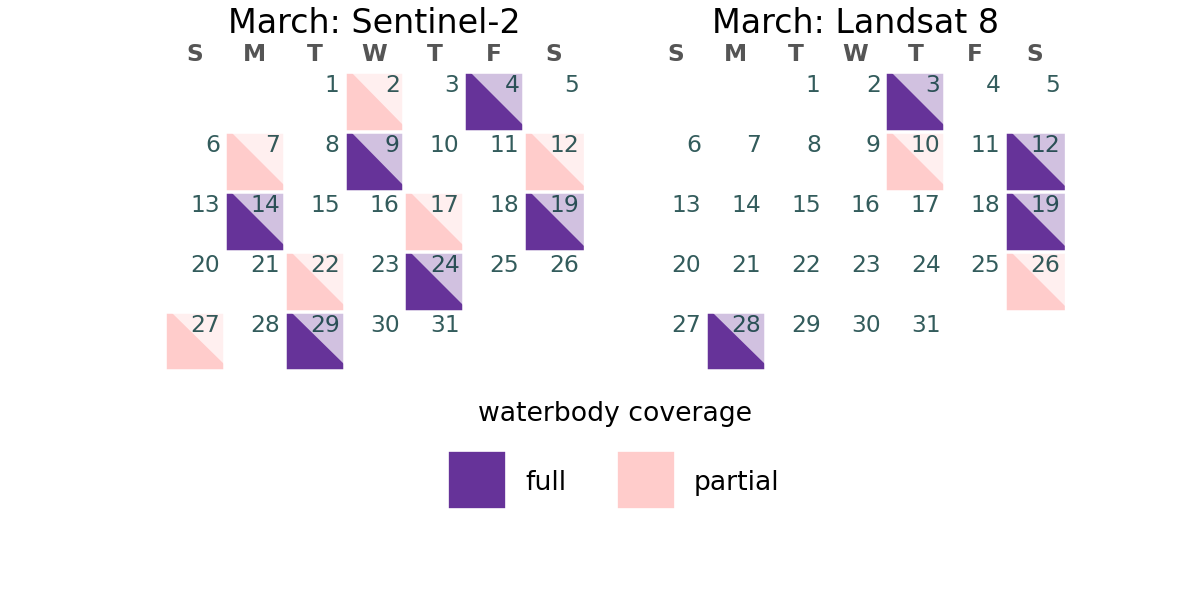 March: Sentinel-2
S M T W T F S
1 2 3 4 5
6 7 8 9 10 11 12
13 14 15 16 17 18 19
20 21 22 23 24 25 26
27 28 29 30 31
March: Landsat 8
S M T W T F S
1 2 3 4 5
6 7 8 9 10 11 12
13 14 15 16 17 18 19
20 21 22 23 24 25 26
27 28 29 30 31
waterbody coverage
full
partial